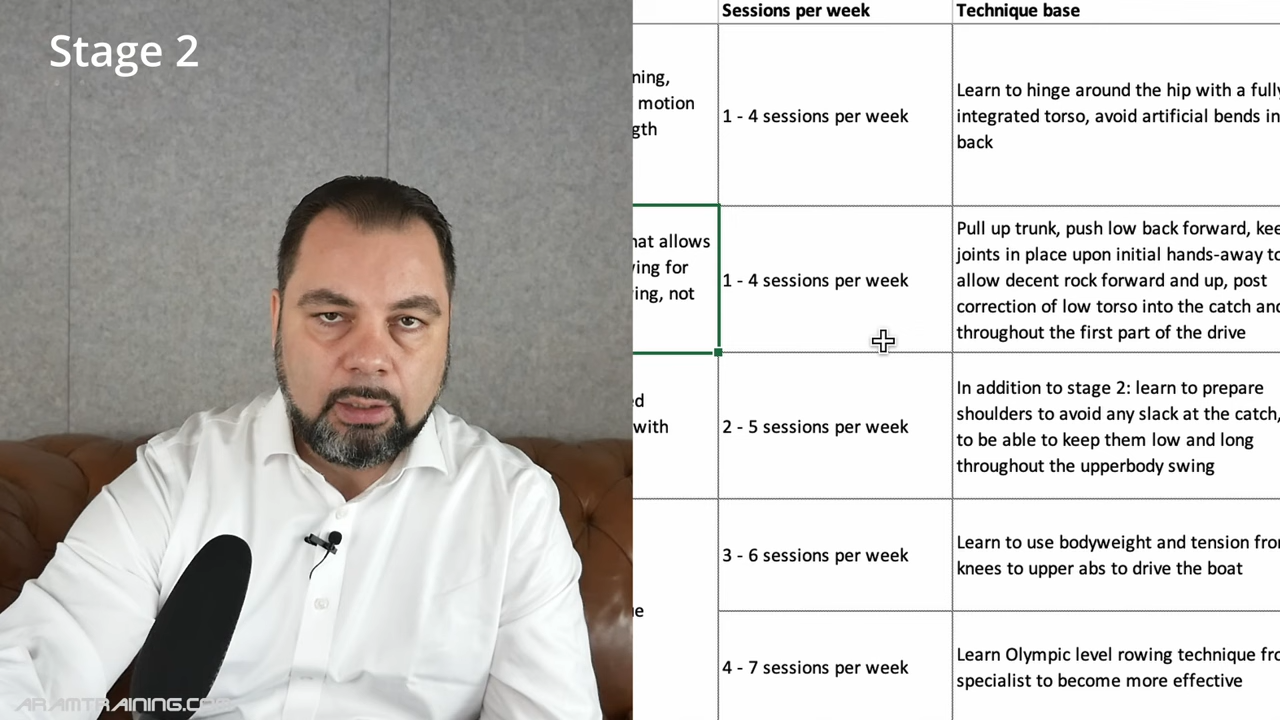 Stage 2
Sessions per week
Technique base
ning,
motion
gth
1 - 4 sessions per week
Learn to hinge around the hip with a fully
integrated torso, avoid artificial bends in
back
hat allows
ving for
ring, not
1 - 4 sessions per week
Pull up trunk, push low back forward, kee
joints in place upon initial hands-away to
allow decent rock forward and up, post
correction of low torso into the catch and
throughout the first part of the drive
ed
with
2 - 5 sessions per week
In addition to stage 2: learn to prepare
shoulders to avoid any slack at the catch,
to be able to keep them low and long
throughout the upperbody swing
3 - 6 sessions per week
Learn to use bodyweight and tension fro
knees to upper abs to drive the boat
ue
4 - 7 sessions per week
Learn Olympic level rowing technique fro
specialist to become more effective
ARAMTRAINING.COM